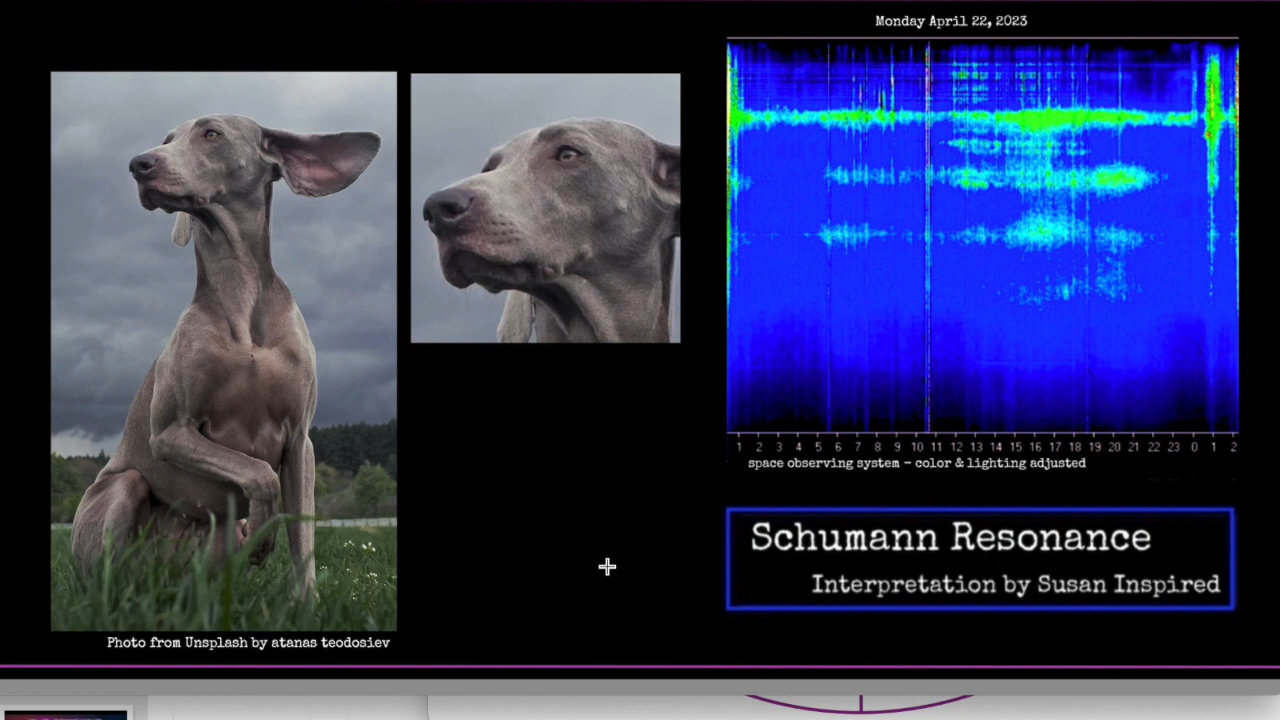 Monday April 22, 2023
1 2 3 4 5 6 7 8 9 10 11 12 13 14 15 16 17 18 19 20 21 22 23 0 1 2
space observing system - color & lighting adjusted
Schumann Resonance
Interpretation by Susan Inspired
Photo from Unsplash by atanas teodosiev